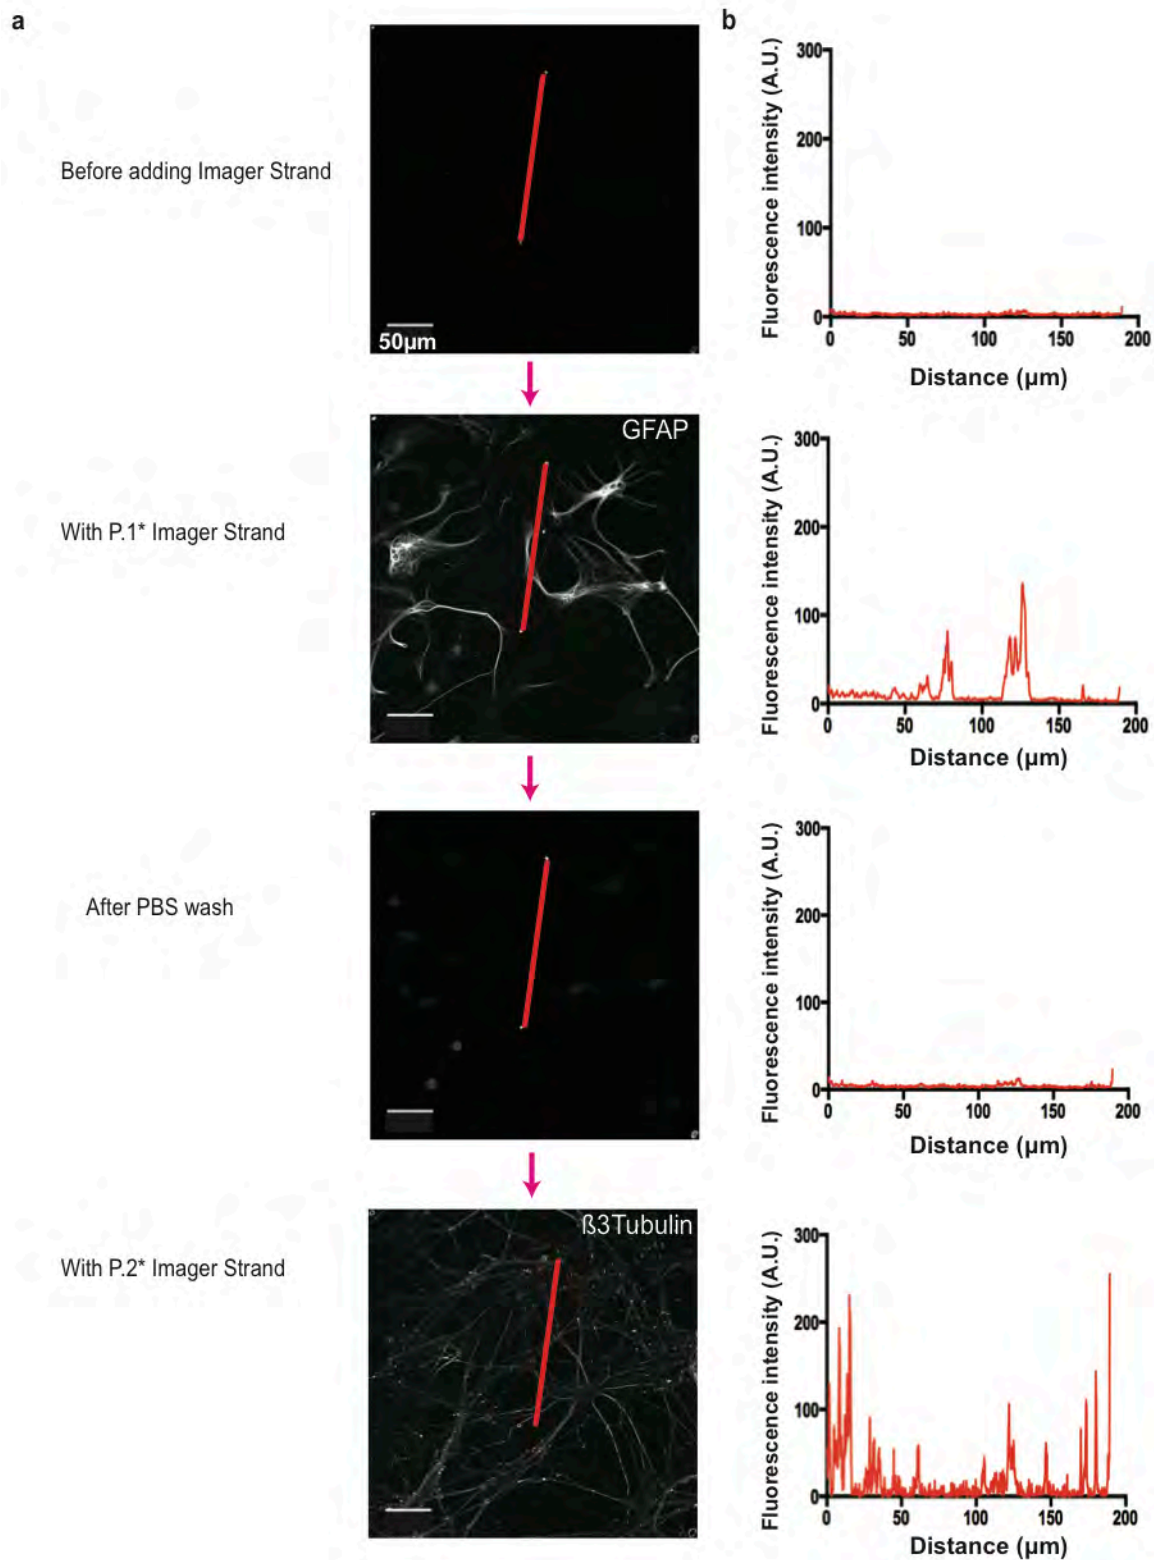 a
b
Before adding Imager Strand
50µm
Fluorescence intensity (A.U.)
300
200
100
0
0 50 100 150 200
Distance (µm)
With P.1* Imager Strand
GFAP
Fluorescence intensity (A.U.)
300
200
100
0
0 50 100 150 200
Distance (µm)
After PBS wash
Fluorescence intensity (A.U.)
300
200
100
0
0 50 100 150 200
Distance (µm)
With P.2* Imager Strand
ß3Tubulin
Fluorescence intensity (A.U.)
300
200
100
0
0 50 100 150 200
Distance (µm)